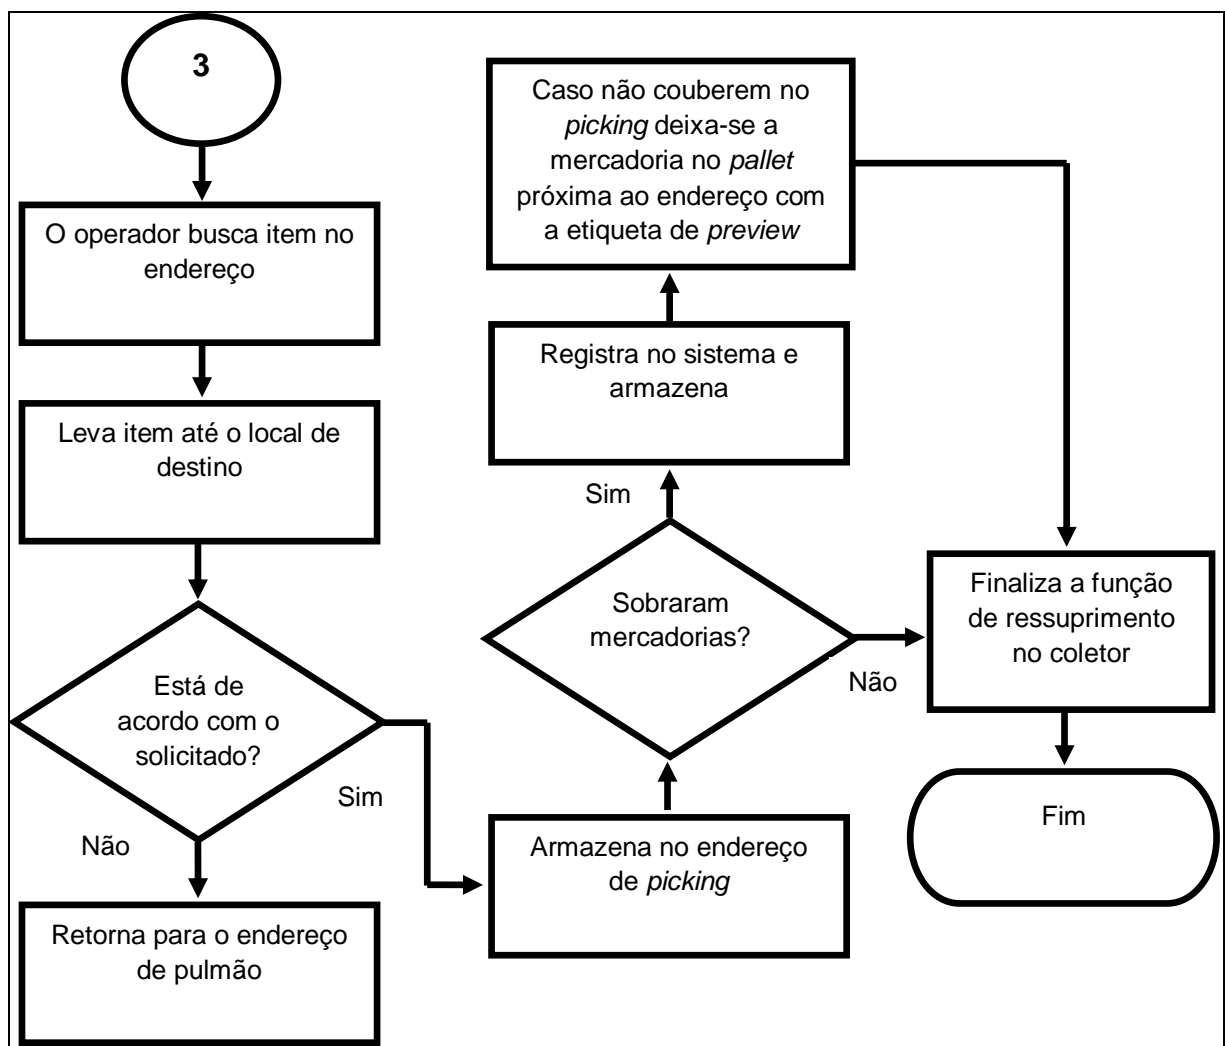 3
O operador busca item no
endereço
Leva item até o local de
destino
Está de
acordo com o
solicitado?
Não
Sim
Retorna para o endereço
de pulmão
Armazena no endereço
de picking
Sobraram
mercadorias?
Sim
Não
Registra no sistema e
armazena
Caso não couberem no
picking deixa-se a
mercadoria no pallet
próxima ao endereço com
a etiqueta de preview
Finaliza a função
de ressuprimento
no coletor
Fim